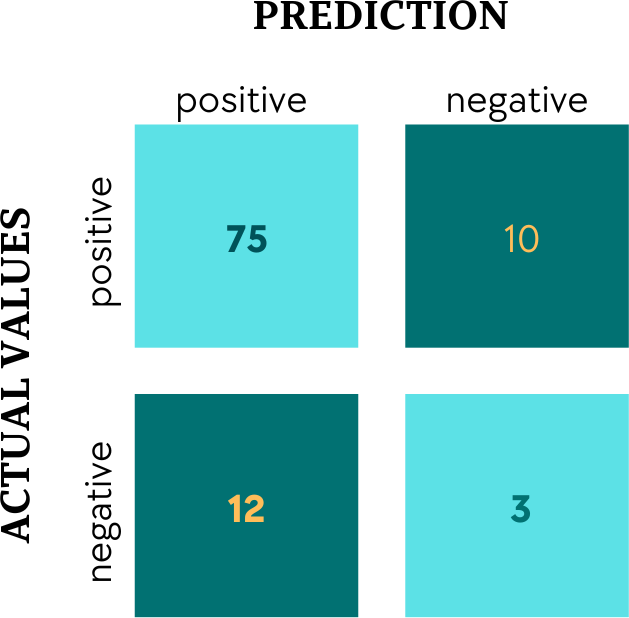 PREDICTION
positive
negative
ACTUAL VALUES
positive
75
10
negative
12
3